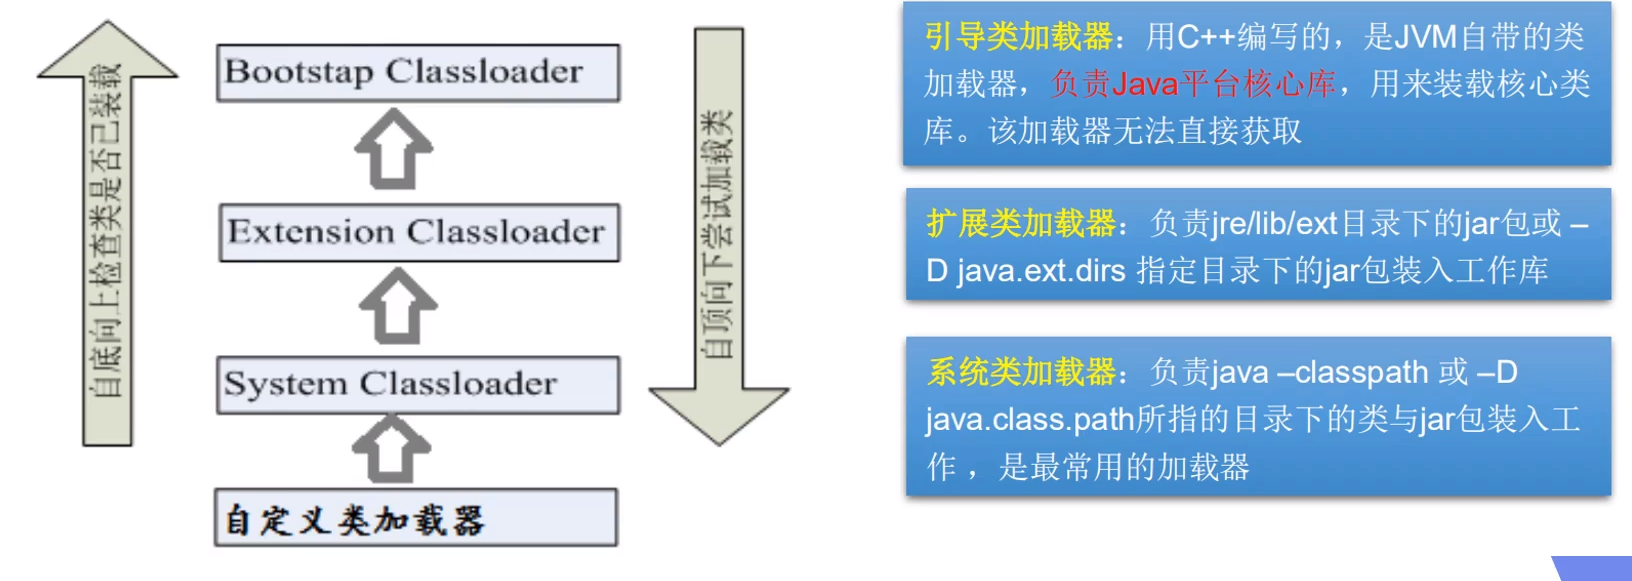 自底向上检查类是否已装载
Bootstap Classloader
Extension Classloader
System Classloader
自定义类加载器
自顶向下尝试加载类
引导类加载器：用C++编写的，是JVM自带的类
加载器，负责Java平台核心库，用来装载核心类
库。该加载器无法直接获取
扩展类加载器：负责jre/lib/ext目录下的jar包或 –
D java.ext.dirs 指定目录下的jar包装入工作库
系统类加载器：负责java –classpath 或 –D
java.class.path所指的目录下的类与jar包装入工
作 ，是最常用的加载器